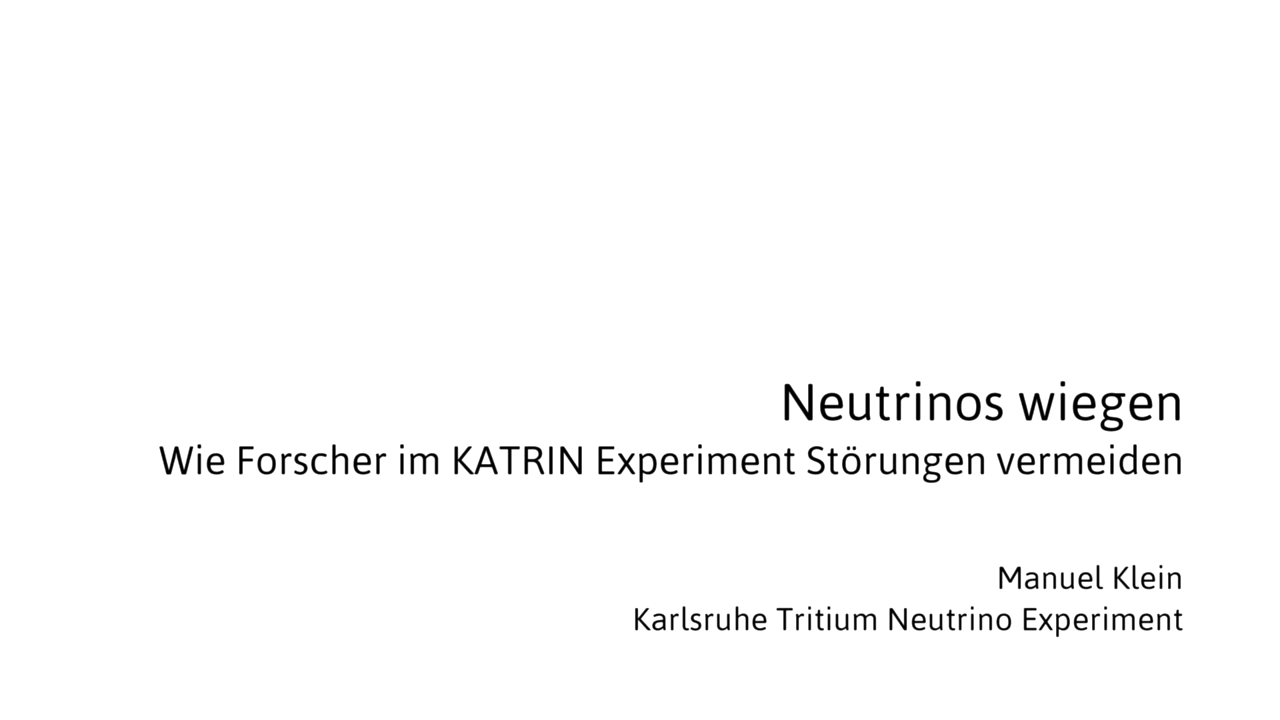 Neutrinos wiegen
Wie Forscher im KATRIN Experiment Störungen vermeiden
Manuel Klein
Karlsruhe Tritium Neutrino Experiment